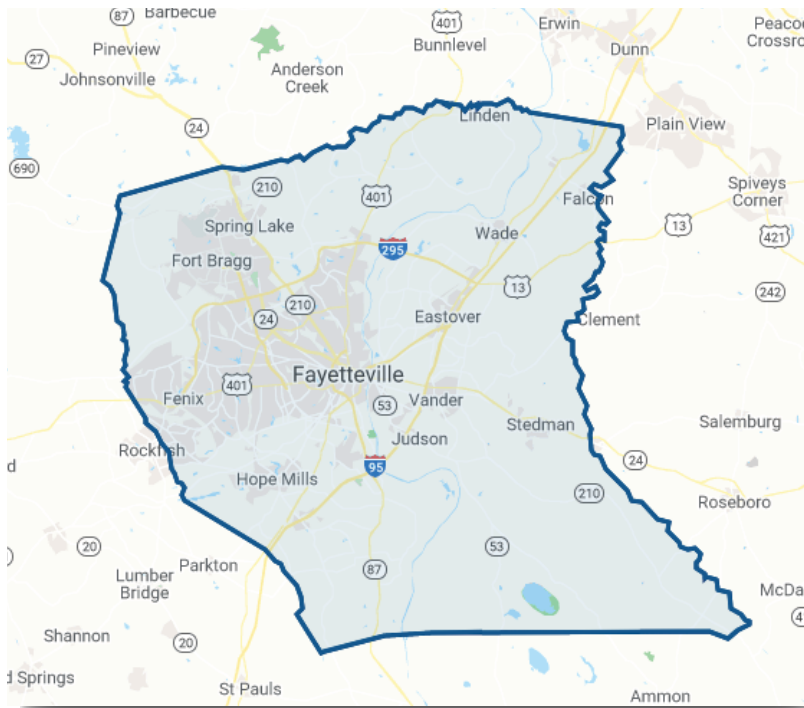 87
Barbecue
401
Erwin
Peaco
Crossro
Pineview
Bunnlevel
Dunn
27
Johnsonville
Anderson
Creek
24
Linden
Plain View
690
210
401
Falcon
Spiveys
Corner
Spring Lake
Wade
13
421
Fort Bragg
295
13
242
210
24
Eastover
Clement
Fayetteville
401
Fenix
53
Vander
Judson
Stedman
Salemburg
Rockfish
d
95
24
Hope Mills
210
Roseboro
20
53
Parkton
87
Lumber
Bridge
McDa
4
Shannon
20
d Springs
St Pauls
Ammon